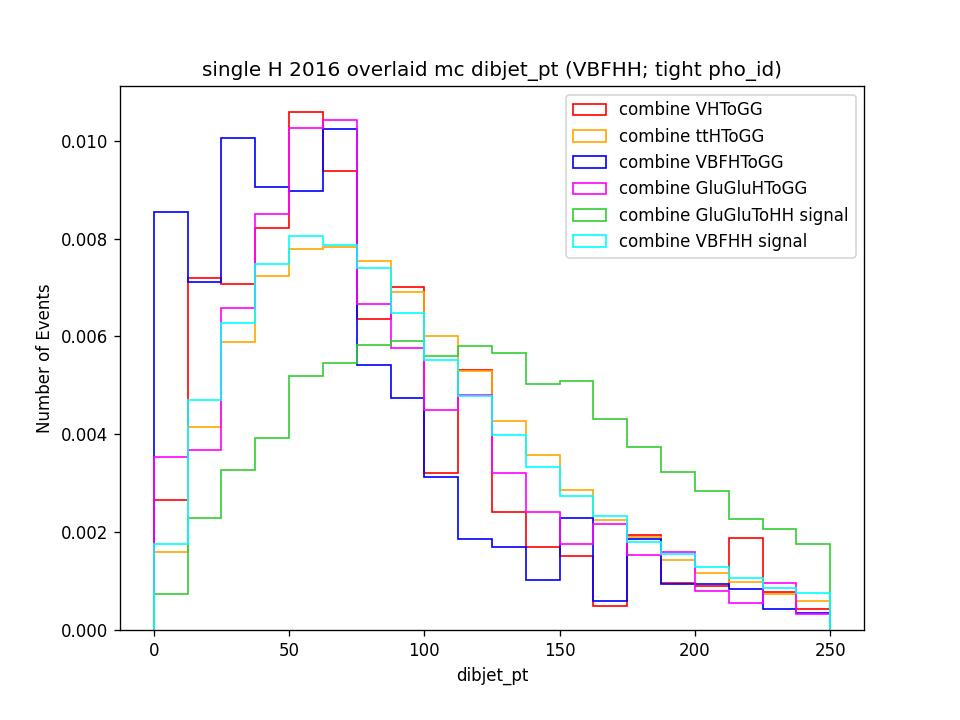 single H 2016 overlaid mc dibjet_pt (VBFHH; tight pho_id)
combine VHToGG
combine ttHToGG
combine VBFHToGG
combine GluGluHToGG
combine GluGluToHH signal
combine VBFHH signal
0.010
0.008
0.006
0.004
0.002
0.000
Number of Events
0 50 100 150 200 250
dibjet_pt